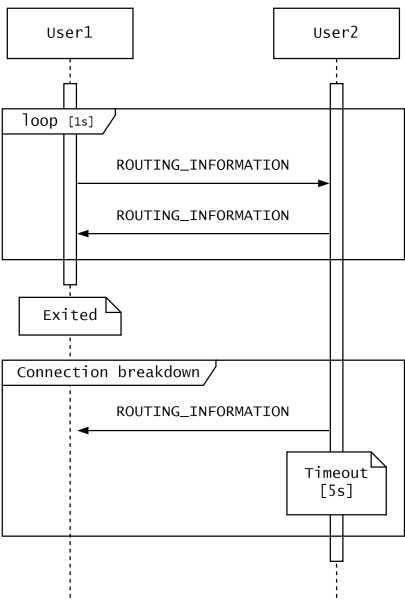 User1
User2
loop [1s]
ROUTING_INFORMATION
ROUTING_INFORMATION
Exited
Connection breakdown
ROUTING_INFORMATION
Timeout
[5s]